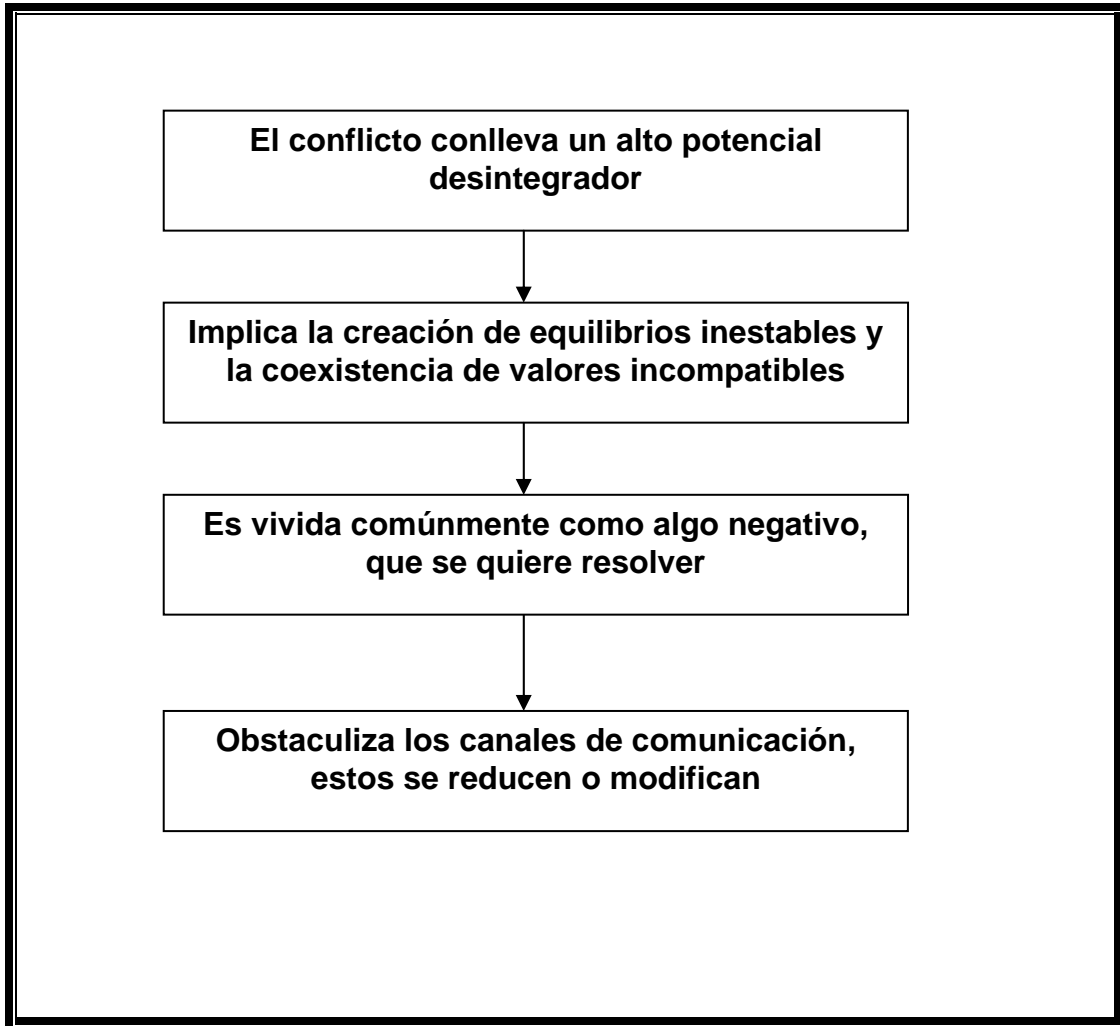 El conflicto conlleva un alto potencial
desintegrador
Implica la creación de equilibrios inestables y
la coexistencia de valores incompatibles
Es vivida comúnmente como algo negativo,
que se quiere resolver
Obstaculiza los canales de comunicación,
estos se reducen o modifican